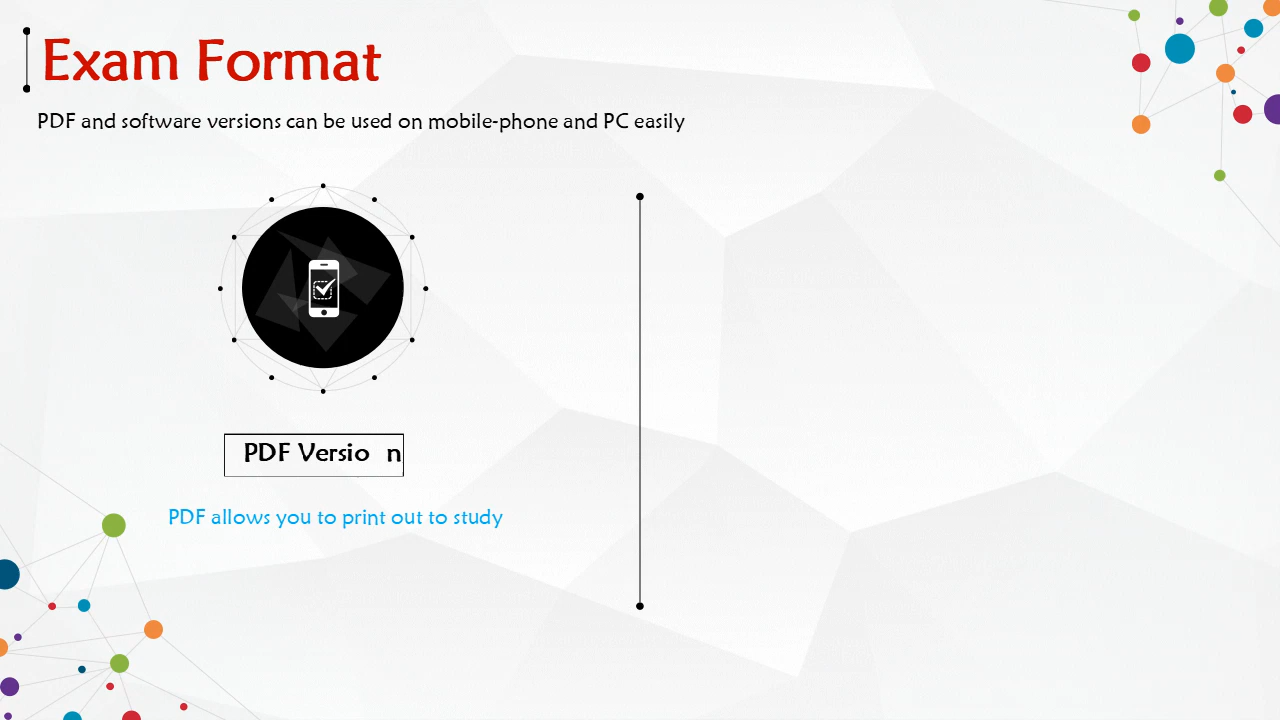 Exam Format
PDF and software versions can be used on mobile-phone and PC easily
PDF Versio n
PDF allows you to print out to study